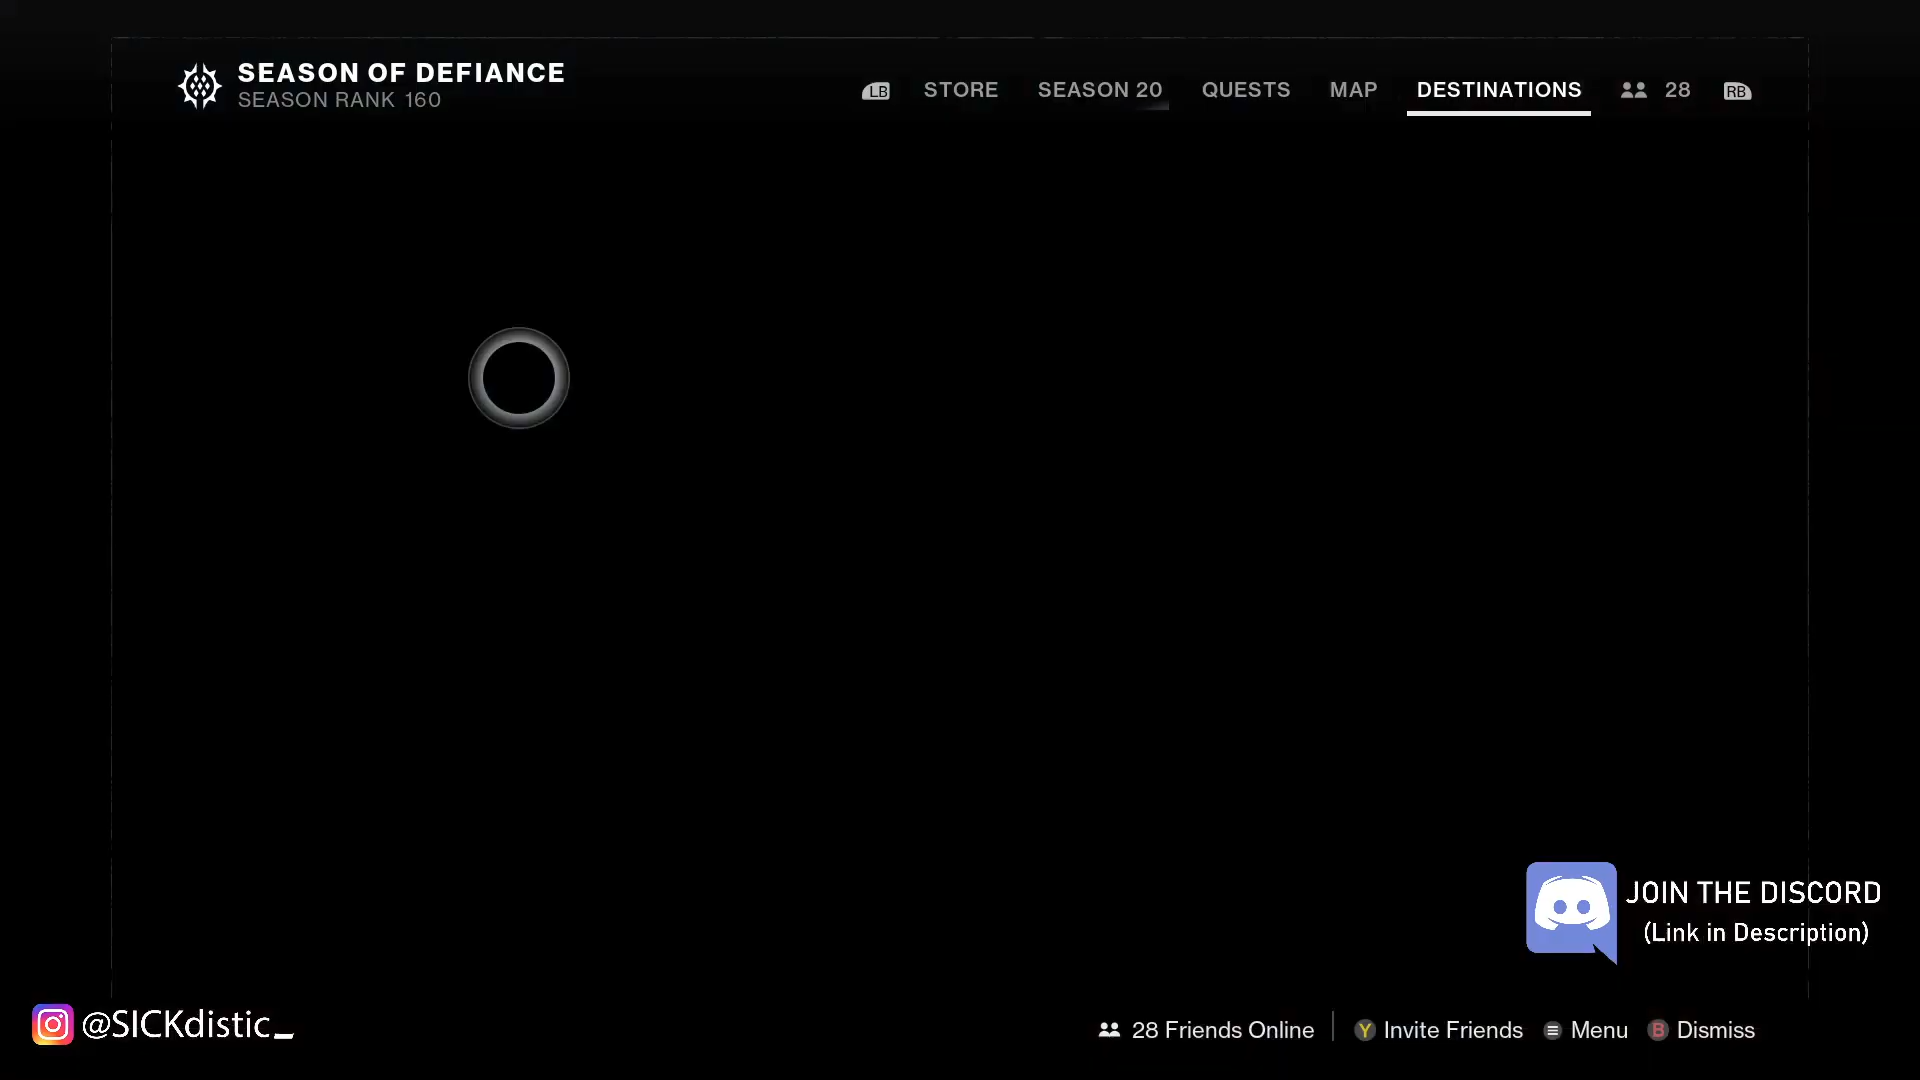 SEASON OF DEFIANCE
SEASON RANK 160
LB STORE SEASON 20 QUESTS MAP DESTINATIONS 28 RB
JOIN THE DISCORD
(Link in Description)
@SICKdistic_
28 Friends Online Y Invite Friends Menu B Dismiss